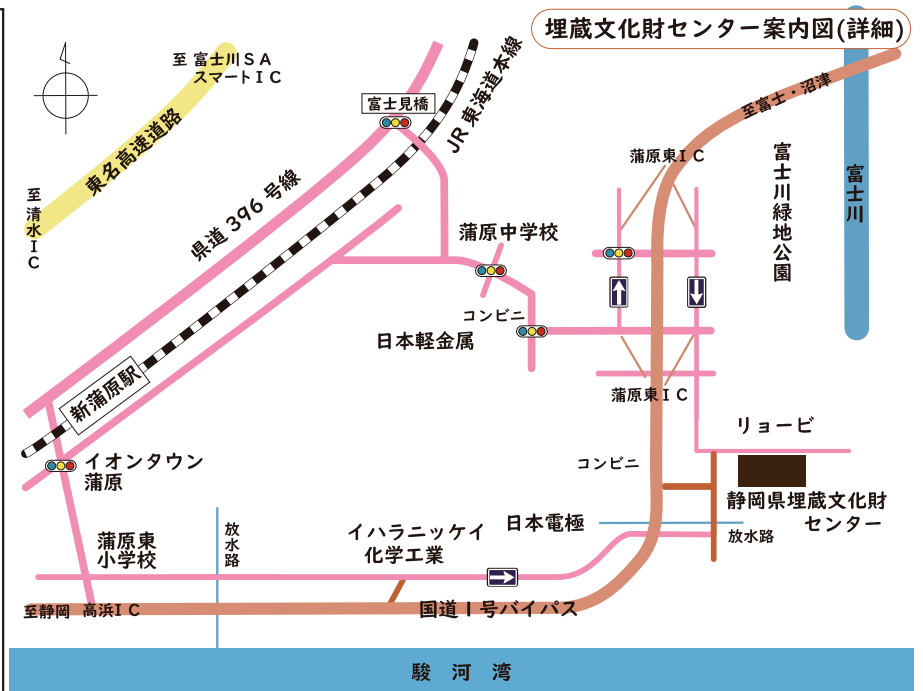 埋蔵文化財センター案内図(詳細)
至 富士川SA
スマートIC
東名高速道路
至清水IC
富士見橋
JR東海道本線
県道396号線
至富士・沼津
蒲原東IC
富士川緑地公園
富士川
蒲原中学校
コンビニ
日本軽金属
新蒲原駅
蒲原東IC
イオンタウン
蒲原
リョービ
コンビニ
静岡県埋蔵文化財
センター
日本電極
放水路
放水路
イハラニッケイ
化学工業
蒲原東
小学校
至静岡
高浜IC
国道1号バイパス
駿河湾